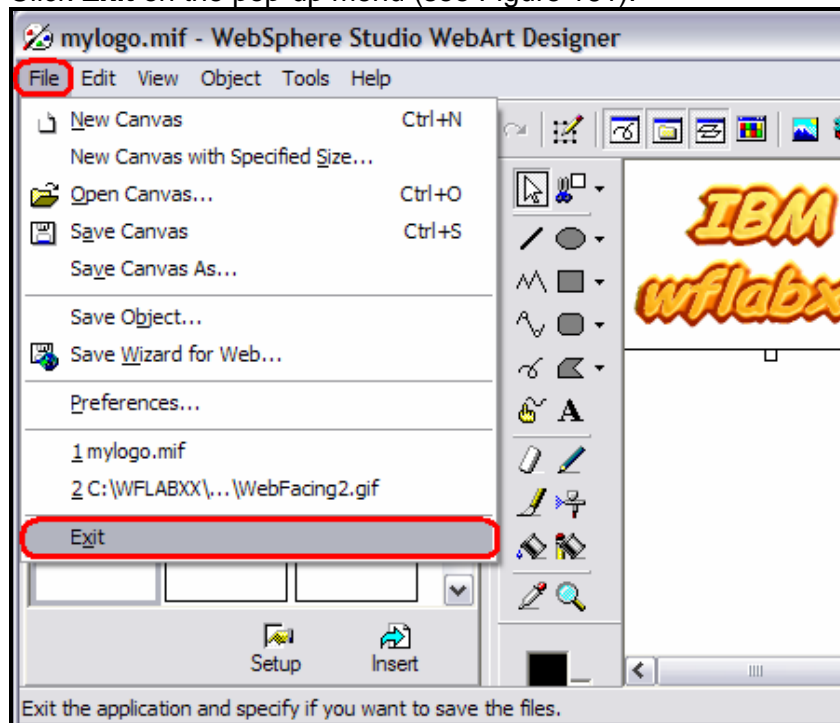 mylogo.mif - WebSphere Studio WebArt Designer
File Edit View Object Tools Help
New Canvas Ctrl+N
New Canvas with Specified Size...
Open Canvas... Ctrl+O
Save Canvas Ctrl+S
Save Canvas As...
Save Object...
Save Wizard for Web...
Preferences...
1 mylogo.mif
2 C:\WFLABXX\...\WebFacing2.gif
Exit
A
IBM
Setup Insert
Exit the application and specify if you want to save the files.